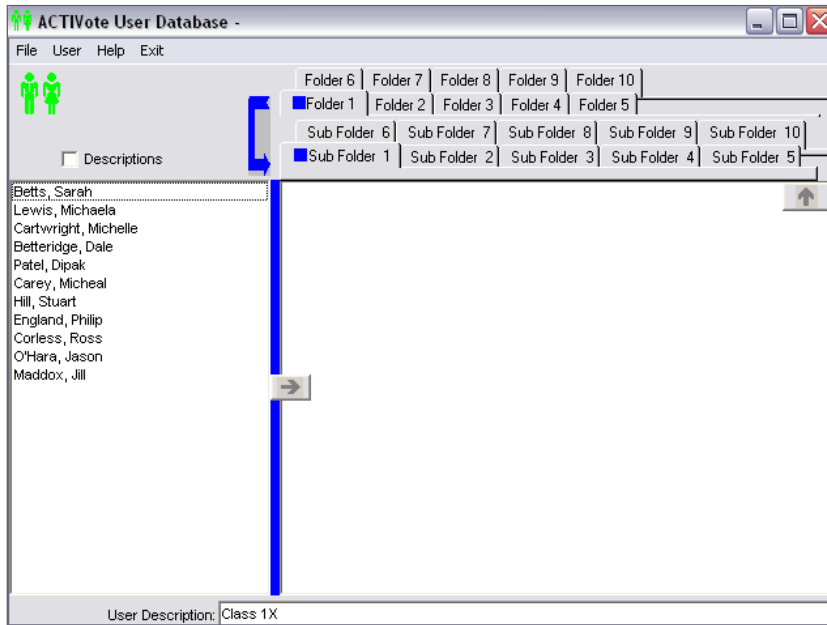 ACTIVote User Database -
File User Help Exit
Folder 6 Folder 7 Folder 8 Folder 9 Folder 10
Folder 1 Folder 2 Folder 3 Folder 4 Folder 5
Sub Folder 6 Sub Folder 7 Sub Folder 8 Sub Folder 9 Sub Folder 10
Descriptions
Sub Folder 1 Sub Folder 2 Sub Folder 3 Sub Folder 4 Sub Folder 5
Betts, Sarah
Lewis, Michaela
Cartwright, Michelle
Betteridge, Dale
Patel, Dipak
Carey, Micheal
Hill, Stuart
England, Philip
Corless, Ross
O'Hara, Jason
Maddox, Jill
User Description: Class 1X